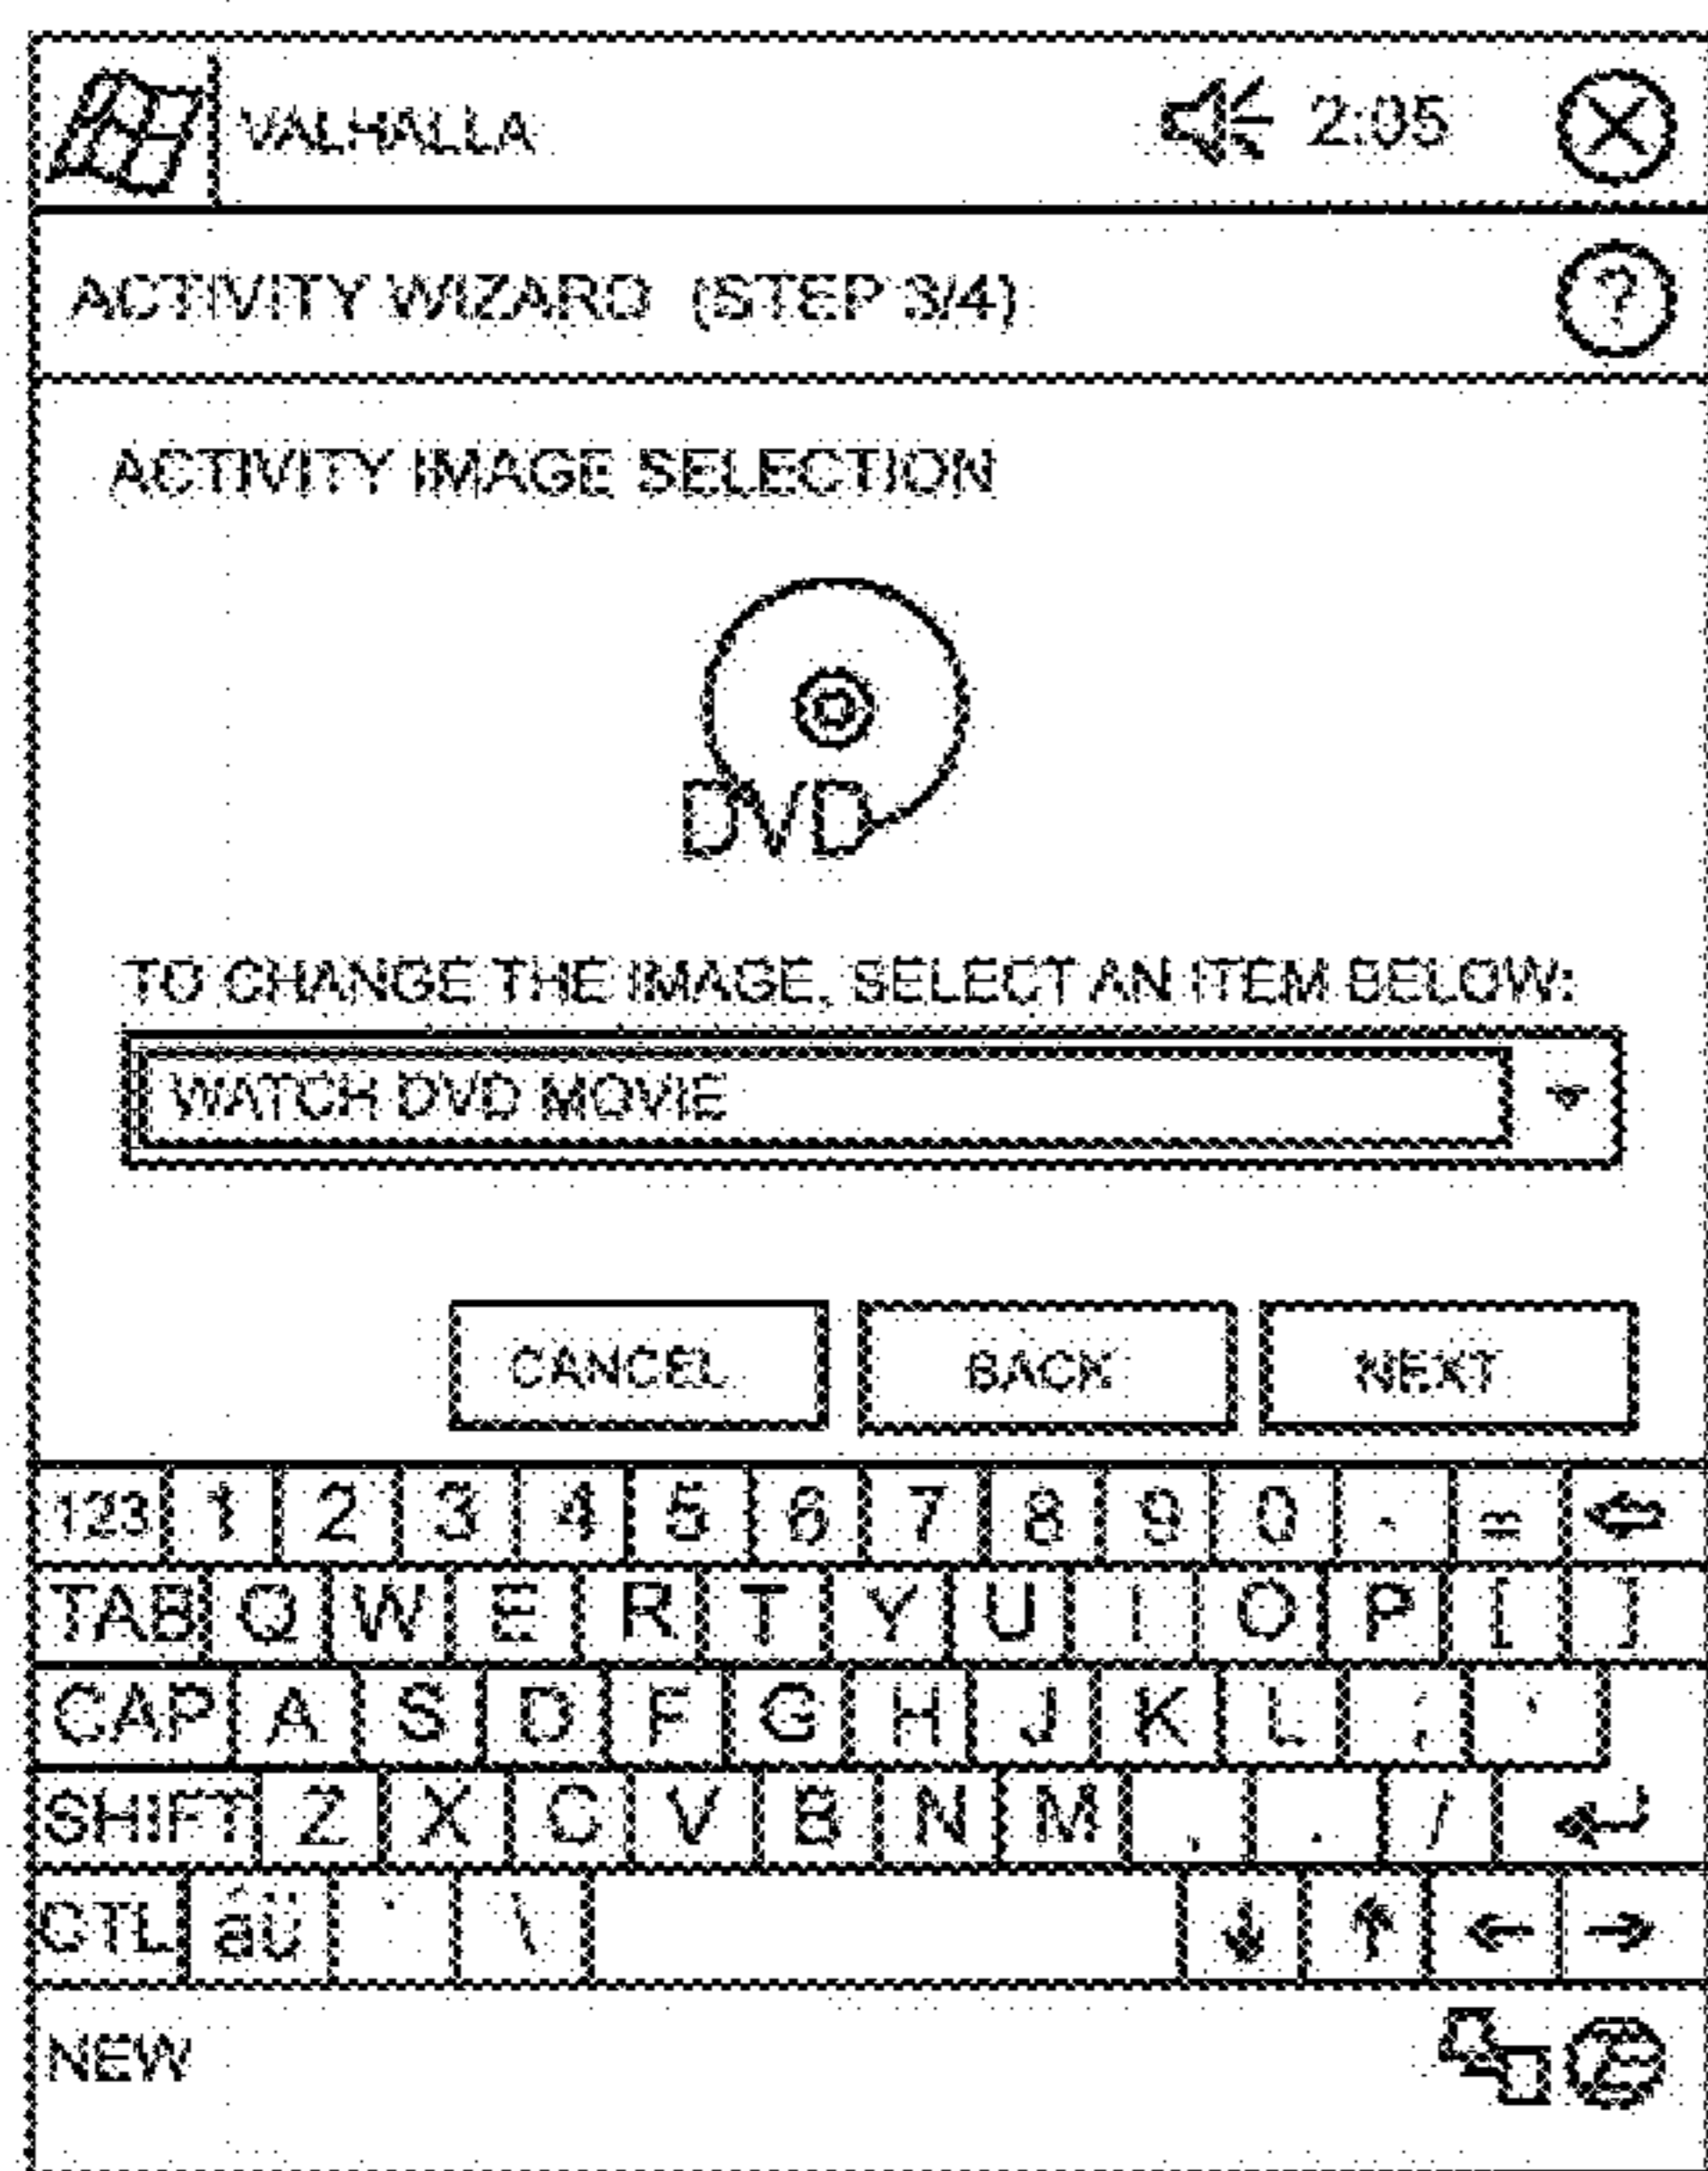 VALHALLA 2:05
ACTIVITY WIZARD (STEP 3/4)
?
ACTIVITY IMAGE SELECTION
DVD
TO CHANGE THE IMAGE, SELECT AN ITEM BELOW:
WATCH DVD MOVIE
CANCEL BACK NEXT
123 1 2 3 4 5 6 7 8 9 0 - =
TAB Q W E R T Y U I O P [ ]
CAP A S D F G H J K L ; '
SHIFT Z X C V B N M , . /
CTL áü ` \
NEW